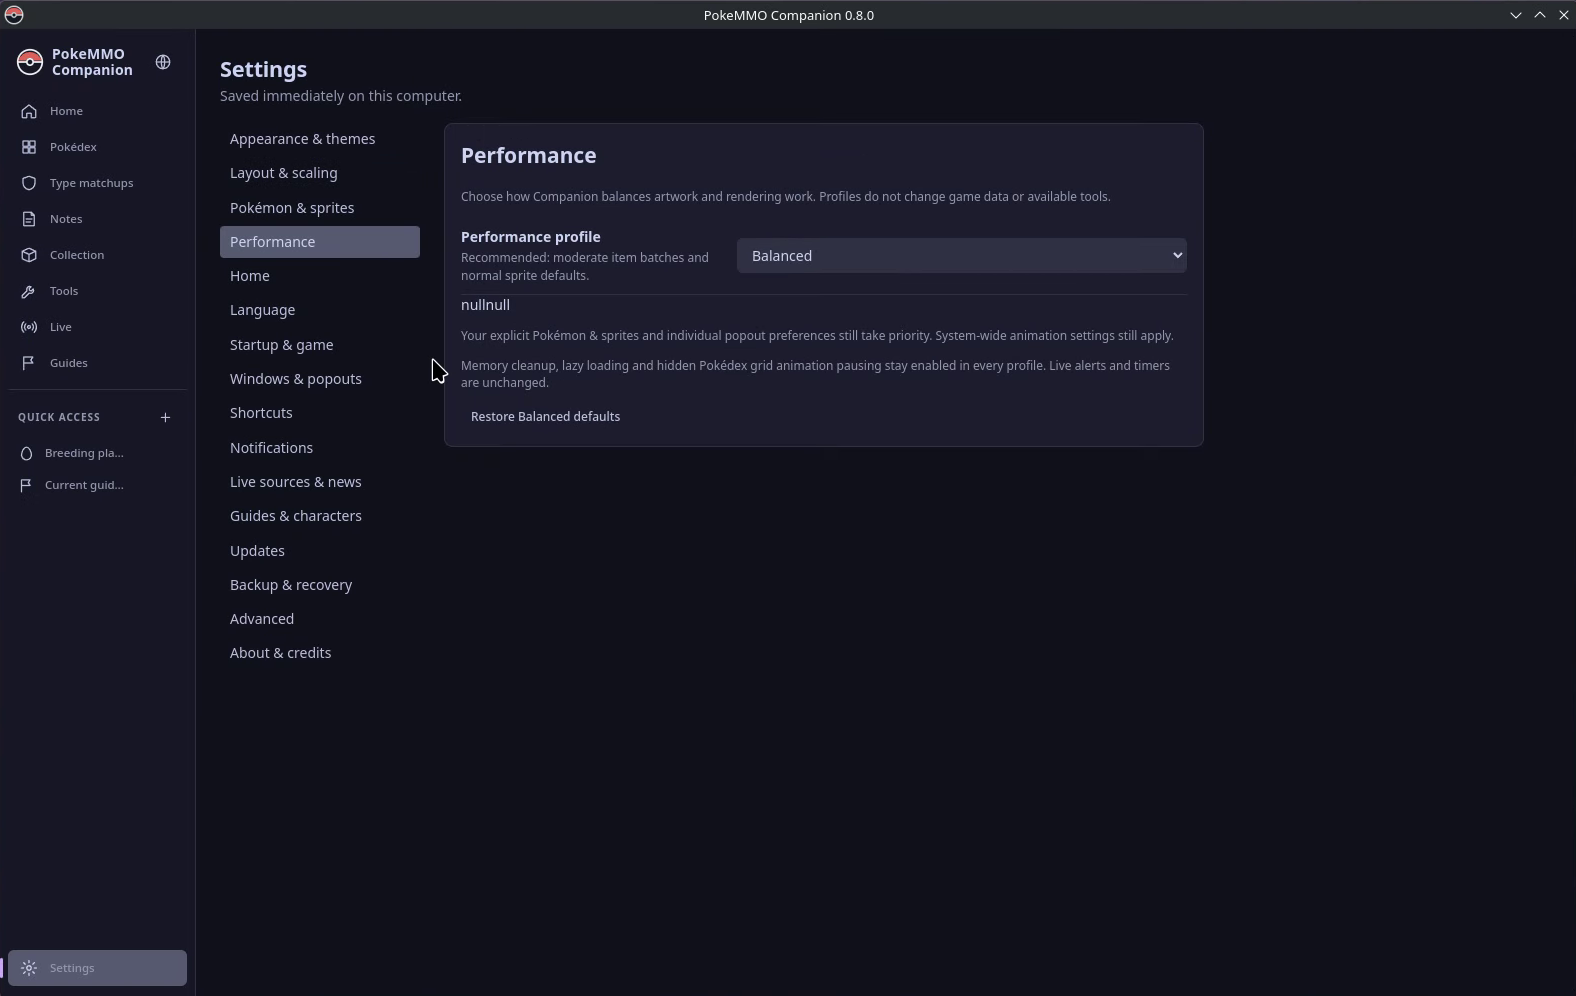 PokeMMO Companion 0.8.0
PokeMMO
Companion
Home
Pokédex
Type matchups
Notes
Collection
Tools
Live
Guides
QUICK ACCESS
Breeding pla...
Current guid...
Settings
Settings
Saved immediately on this computer.
Appearance & themes
Layout & scaling
Pokémon & sprites
Performance
Home
Language
Startup & game
Windows & popouts
Shortcuts
Notifications
Live sources & news
Guides & characters
Updates
Backup & recovery
Advanced
About & credits
Performance
Choose how Companion balances artwork and rendering work. Profiles do not change game data or available tools.
Performance profile
Recommended: moderate item batches and
normal sprite defaults.
Balanced
nullnull
Your explicit Pokémon & sprites and individual popout preferences still take priority. System-wide animation settings still apply.
Memory cleanup, lazy loading and hidden Pokédex grid animation pausing stay enabled in every profile. Live alerts and timers
are unchanged.
Restore Balanced defaults